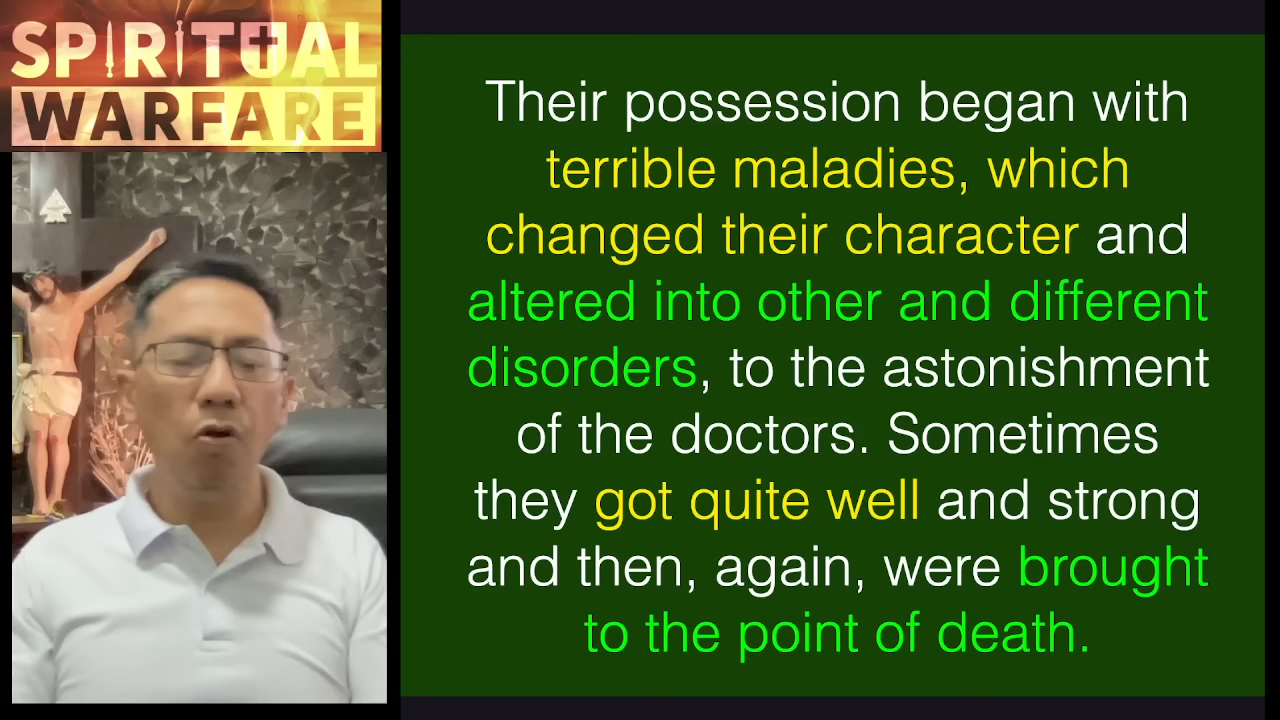 SPIRITUAL
WARFARE
Their possession began with
terrible maladies, which
changed their character and
altered into other and different
disorders, to the astonishment
of the doctors. Sometimes
they got quite well and strong
and then, again, were brought
to the point of death.